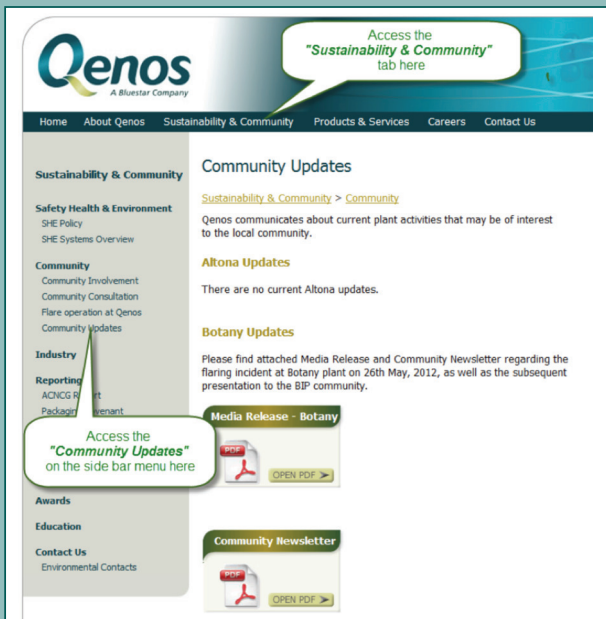 Qenos
A Bluestar Company
Access the
"Sustainability & Community"
tab here
Home About Qenos Sustainability & Community Products & Services Careers Contact Us
Sustainability & Community
Safety Health & Environment
SHE Policy
SHE Systems Overview
Community
Community Involvement
Community Consultation
Flare operation at Qenos
Community Updates
Industry
Reporting
ACNCG
Access the
"Community Updates"
on the side bar menu here
Awards
Education
Contact Us
Environmental Contacts
Community Updates
Sustainability & Community > Community
Qenos communicates about current plant activities that may be of interest
to the local community.
Altona Updates
There are no current Altona updates.
Botany Updates
Please find attached Media Release and Community Newsletter regarding the
flaring incident at Botany plant on 26th May, 2012, as well as the subsequent
presentation to the BIP community.
Media Release - Botany
PDF
OPEN PDF >
Community Newsletter
PDF
OPEN PDF >